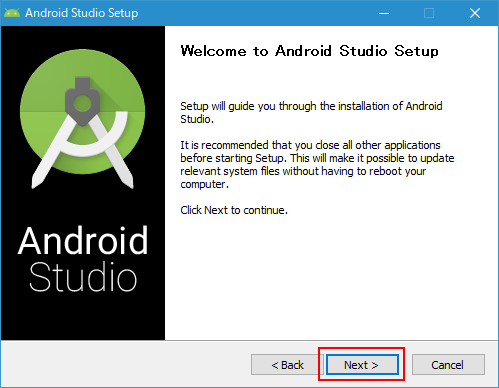 Android Studio Setup
Welcome to Android Studio Setup
Setup will guide you through the installation of Android
Studio.
It is recommended that you close all other applications
before starting Setup. This will make it possible to update
relevant system files without having to reboot your
computer.
Click Next to continue.
Android
Studio
< Back
Next >
Cancel